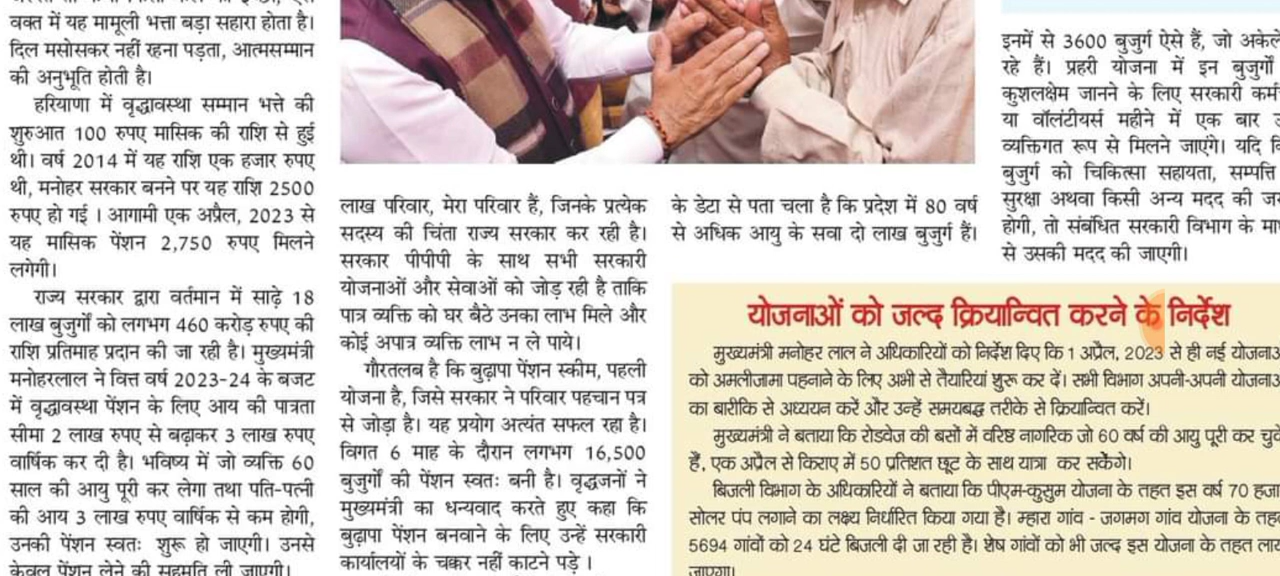 वक्त में यह मामूली भत्ता बड़ा सहारा होता है।
दिल मसोसकर नहीं रहना पड़ता, आत्मसम्मान
की अनुभूति होती है।
हरियाणा में वृद्धावस्था सम्मान भत्ते की
शुरुआत 100 रुपए मासिक की राशि से हुई
थी। वर्ष 2014 में यह राशि एक हजार रुपए
थी, मनोहर सरकार बनने पर यह राशि 2500
रुपए हो गई । आगामी एक अप्रैल, 2023 से
यह मासिक पेंशन 2,750 रुपए मिलने
लगेगी।
राज्य सरकार द्वारा वर्तमान में साढ़े 18
लाख बुजुर्गों को लगभग 460 करोड़ रुपए की
राशि प्रतिमाह प्रदान की जा रही है। मुख्यमंत्री
मनोहरलाल ने वित्त वर्ष 2023-24 के बजट
में वृद्धावस्था पेंशन के लिए आय की पात्रता
सीमा 2 लाख रुपए से बढ़ाकर 3 लाख रुपए
वार्षिक कर दी है। भविष्य में जो व्यक्ति 60
साल की आयु पूरी कर लेगा तथा पति-पत्नी
की आय 3 लाख रुपए वार्षिक से कम होगी,
उनकी पेंशन स्वतः शुरू हो जाएगी। उनसे
केवल पेंशन लेने की सहमति ली जाएगी।
लाख परिवार, मेरा परिवार हैं, जिनके प्रत्येक
सदस्य की चिंता राज्य सरकार कर रही है।
सरकार पीपीपी के साथ सभी सरकारी
योजनाओं और सेवाओं को जोड़ रही है ताकि
पात्र व्यक्ति को घर बैठे उनका लाभ मिले और
कोई अपात्र व्यक्ति लाभ न ले पाये।
गौरतलब है कि बुढ़ापा पेंशन स्कीम, पहली
योजना है, जिसे सरकार ने परिवार पहचान पत्र
से जोड़ा है। यह प्रयोग अत्यंत सफल रहा है।
विगत 6 माह के दौरान लगभग 16,500
बुजुर्गों की पेंशन स्वतः बनी है। वृद्धजनों ने
मुख्यमंत्री का धन्यवाद करते हुए कहा कि
बुढ़ापा पेंशन बनवाने के लिए उन्हें सरकारी
कार्यालयों के चक्कर नहीं काटने पड़े ।
के डेटा से पता चला है कि प्रदेश में 80 वर्ष
से अधिक आयु के सवा दो लाख बुजुर्ग हैं।
इनमें से 3600 बुजुर्ग ऐसे हैं, जो अकेले
रहे हैं। प्रहरी योजना में इन बुजुर्गों
कुशलक्षेम जानने के लिए सरकारी
या वॉलंटीयर्स महीने में एक बार
व्यक्तिगत रूप से मिलने जाएंगे। यदि
बुजुर्ग को चिकित्सा सहायता, सम्पत्ति
सुरक्षा अथवा किसी अन्य मदद की
होगी, तो संबंधित सरकारी विभाग के
से उसकी मदद की जाएगी।
योजनाओं को जल्द क्रियान्वित करने के निर्देश
मुख्यमंत्री मनोहर लाल ने अधिकारियों को निर्देश दिए कि 1 अप्रैल, 2023 से ही नई
को अमलीजामा पहनाने के लिए अभी से तैयारियां शुरू कर दें। सभी विभाग अपनी-अपनी
का बारीकि से अध्ययन करें और उन्हें समयबद्ध तरीके से क्रियान्वित करें।
मुख्यमंत्री ने बताया कि रोडवेज की बसों में वरिष्ठ नागरिक जो 60 वर्ष की आयु पूरी कर चुके
हैं, एक अप्रैल से किराए में 50 प्रतिशत छूट के साथ यात्रा कर सकेंगे।
बिजली विभाग के अधिकारियों ने बताया कि पीएम-कुसुम योजना के तहत इस वर्ष 70
सोलर पंप लगाने का लक्ष्य निर्धारित किया गया है। म्हारा गांव - जगमग गांव योजना के
5694 गांवों को 24 घंटे बिजली दी जा रही है। शेष गांवों को भी जल्द इस योजना के तहत
जाएगा।